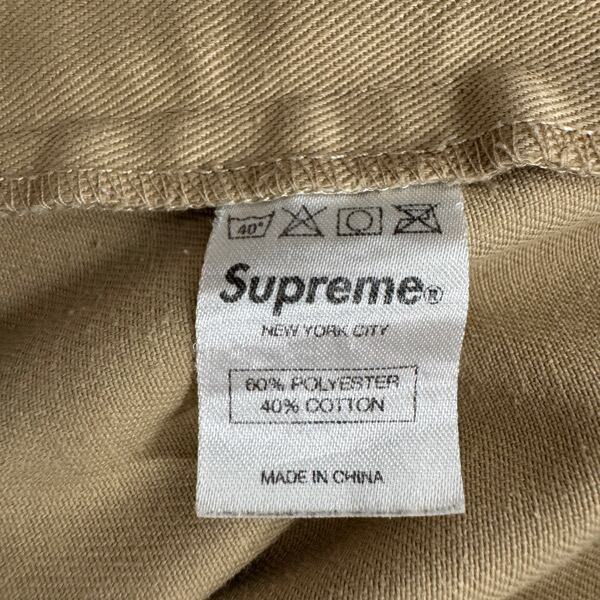 40°
Supreme®
NEW YORK CITY
60% POLYESTER
40% COTTON
MADE IN CHINA